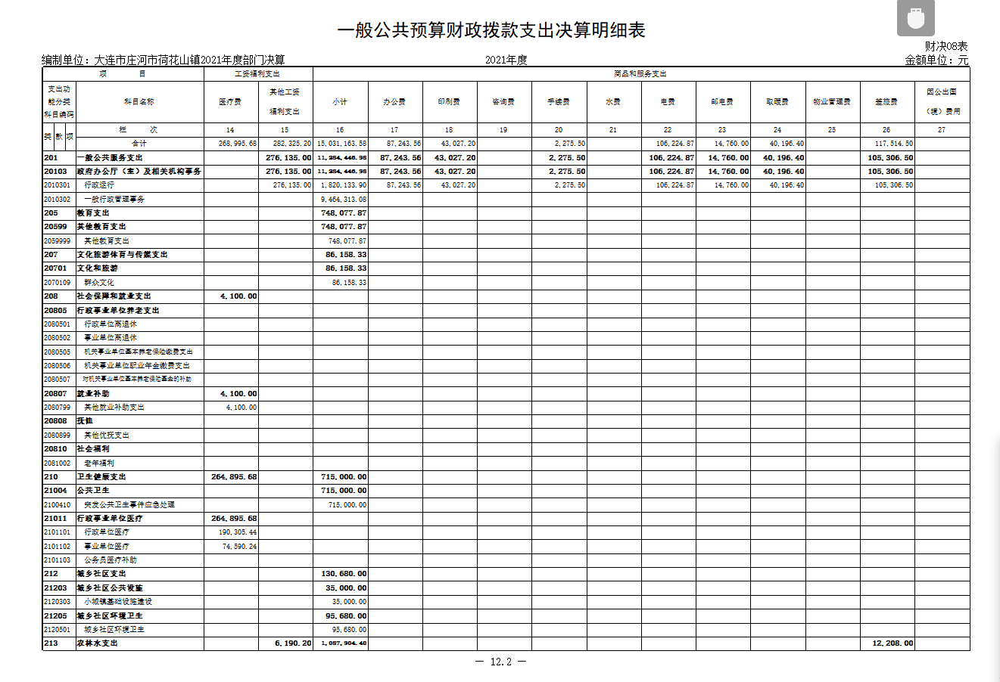 一般公共预算财政拨款支出决算明细表
财决08表
编制单位：大连市庄河市荷花山镇2021年度部门决算 2021年度 金额单位：元
项 目 工资福利支出 商品和服务支出
支出功能分类科目编码 科目名称 医疗费 其他工资福利支出 小计 办公费 印刷费 咨询费 手续费 水费 电费 邮电费 取暖费 物业管理费 差旅费 因公出国（境）费用
类 款 项 栏 次 14 15 16 17 18 19 20 21 22 23 24 25 26 27
合计 268,995.68 282,325.20 15,031,163.58 87,243.56 43,027.20 2,275.50 106,224.87 14,760.00 40,196.40 117,514.50
201 一般公共服务支出 276,135.00 11,284,446.98 87,243.56 43,027.20 2,275.50 106,224.87 14,760.00 40,196.40 105,306.50
20103 政府办公厅（室）及相关机构事务 276,135.00 11,284,446.98 87,243.56 43,027.20 2,275.50 106,224.87 14,760.00 40,196.40 105,306.50
2010301 行政运行 276,135.00 1,820,133.90 87,243.56 43,027.20 2,275.50 106,224.87 14,760.00 40,196.40 105,306.50
2010302 一般行政管理事务 9,464,313.08
205 教育支出 748,077.87
20599 其他教育支出 748,077.87
2059999 其他教育支出 748,077.87
207 文化旅游体育与传媒支出 86,158.33
20701 文化和旅游 86,158.33
2070109 群众文化 86,158.33
208 社会保障和就业支出 4,100.00
20805 行政事业单位养老支出
2080501 行政单位离退休
2080502 事业单位离退休
2080505 机关事业单位基本养老保险缴费支出
2080506 机关事业单位职业年金缴费支出
2080507 对机关事业单位基本养老保险基金的补助
20807 就业补助 4,100.00
2080799 其他就业补助支出 4,100.00
20808 抚恤
2080899 其他优抚支出
20810 社会福利
2081002 老年福利
210 卫生健康支出 264,895.68 715,000.00
21004 公共卫生 715,000.00
2100410 突发公共卫生事件应急处理 715,000.00
21011 行政事业单位医疗 264,895.68
2101101 行政单位医疗 190,305.44
2101102 事业单位医疗 74,590.24
2101103 公务员医疗补助
212 城乡社区支出 130,680.00
21203 城乡社区公共设施 35,000.00
2120303 小城镇基础设施建设 35,000.00
21205 城乡社区环境卫生 95,680.00
2120501 城乡社区环境卫生 95,680.00
213 农林水支出 6,190.20 1,087,904.40 12,208.00
— 12.2 —